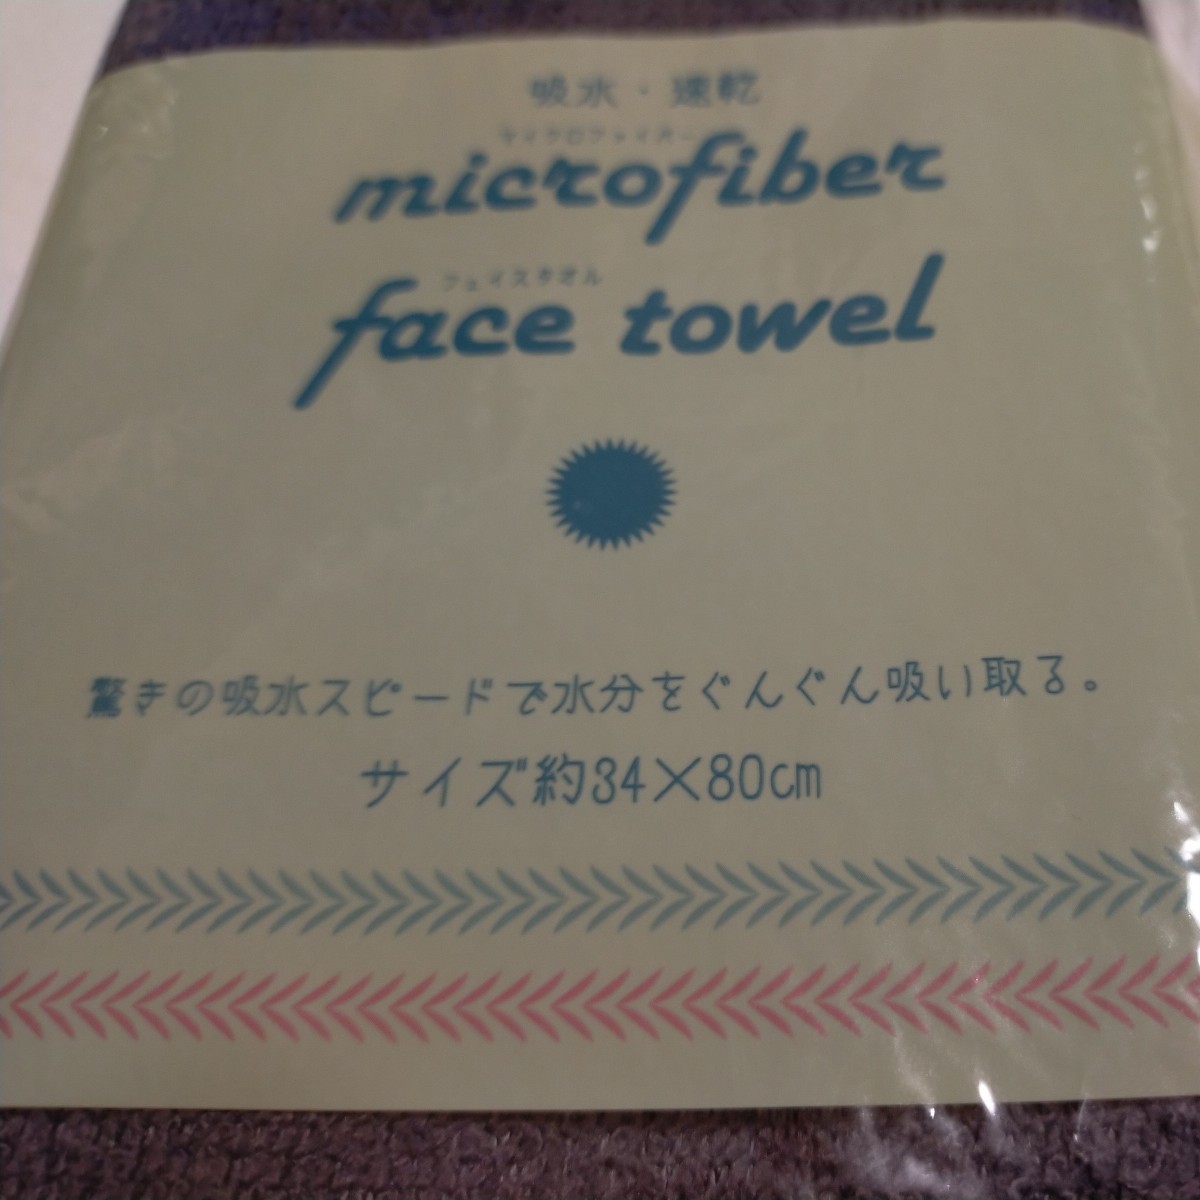 吸水・速乾
マイクロファイバー
microfiber
フェイスタオル
face towel
驚きの吸水スピードで水分をぐんぐん吸い取る。
サイズ約34×80cm